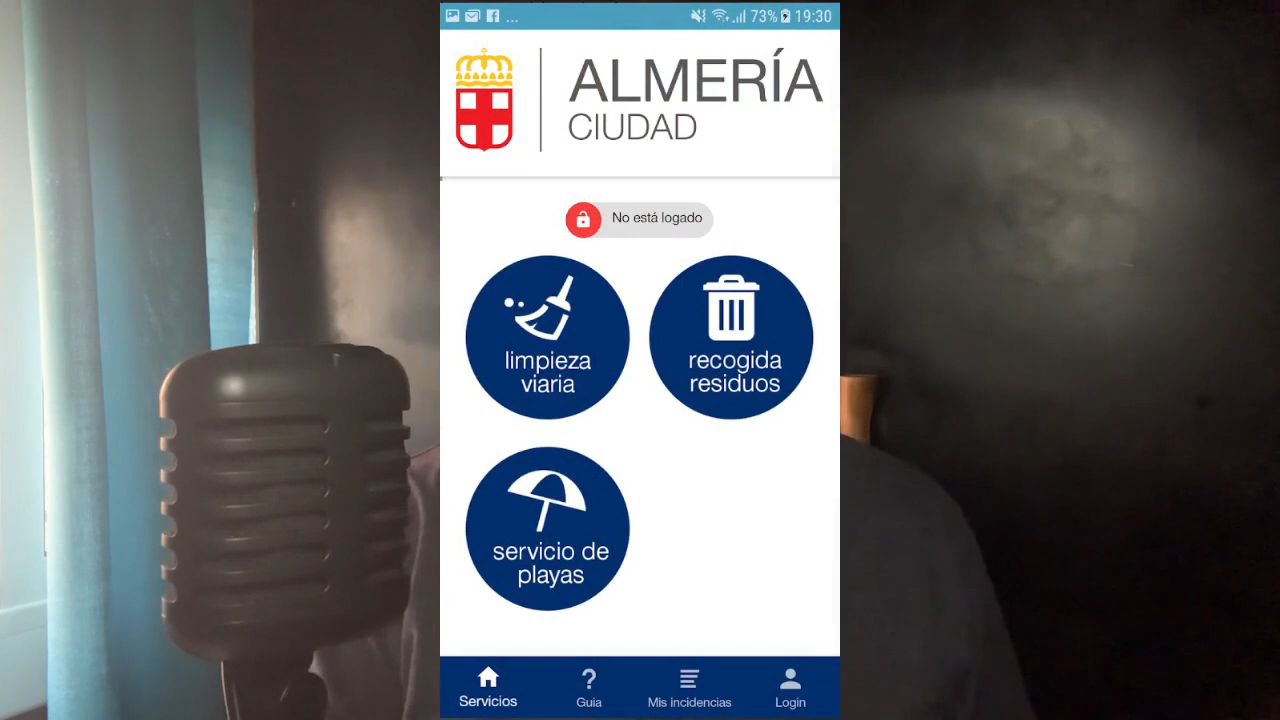 ... 73% 19:30
ALMERÍA
CIUDAD
No está logado
limpieza
viaria
recogida
residuos
servicio de
playas
Servicios
?
Guia
Mis incidencias
Login